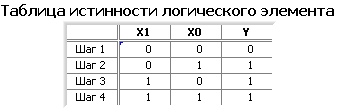 Таблица истинности логического элемента
X1 X0 Y
Шаг 1 0 0 0
Шаг 2 0 1 1
Шаг 3 1 0 1
Шаг 4 1 1 1